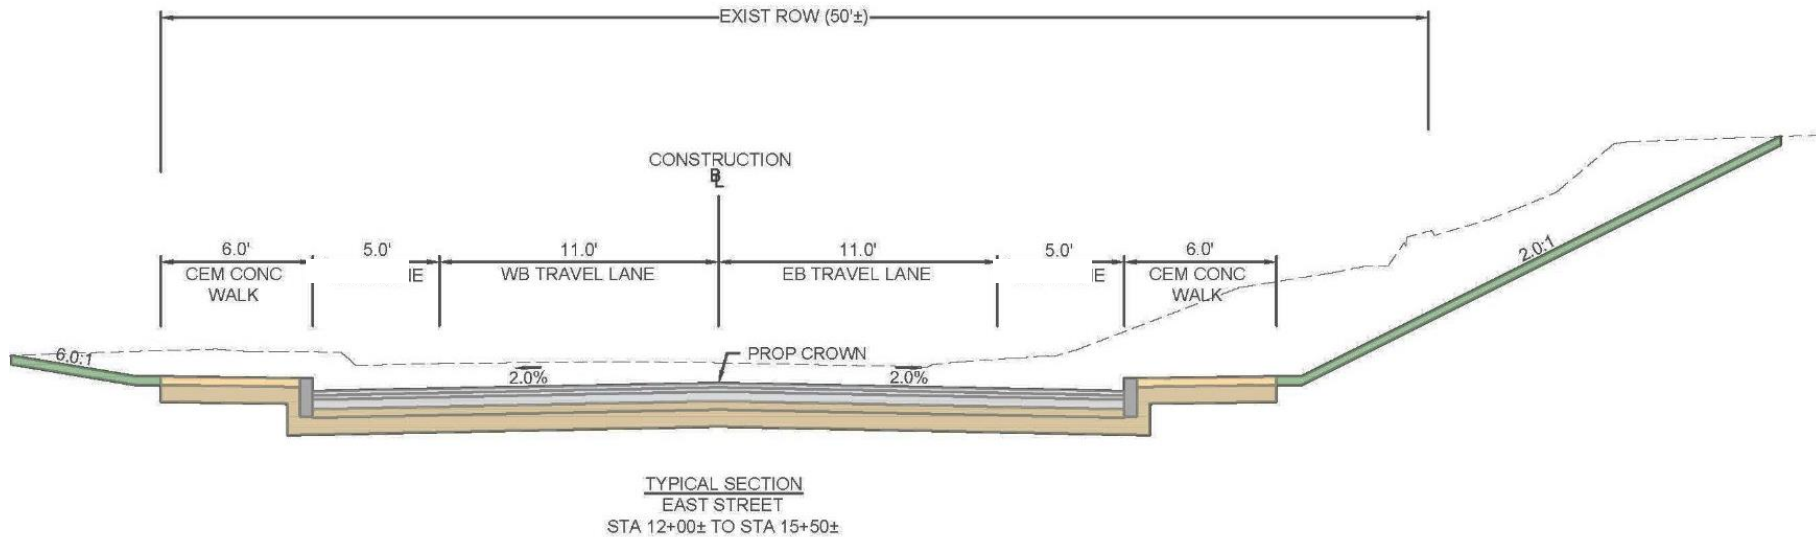 EXIST ROW (50'±)
CONSTRUCTION
BL
6.0' 5.0' 11.0' 11.0' 5.0' 6.0'
CEM CONC WB TRAVEL LANE EB TRAVEL LANE CEM CONC
WALK WALK
2.0:1
6.0:1
PROP CROWN
2.0% 2.0%
TYPICAL SECTION
EAST STREET
STA 12+00± TO STA 15+50±